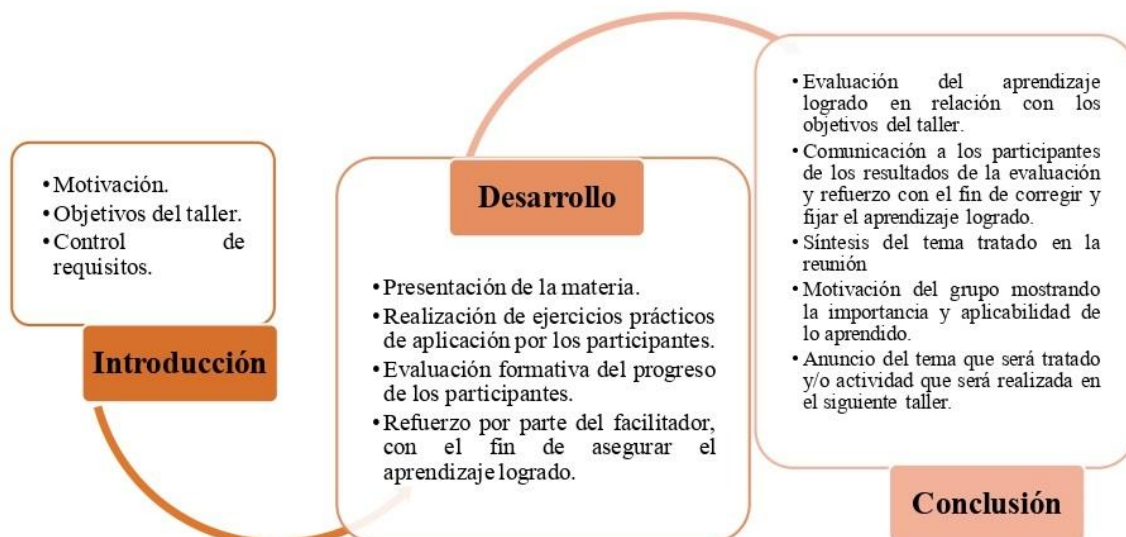 • Motivación.
• Objetivos del taller.
• Control de
requisitos.
Introducción
Desarrollo
• Presentación de la materia.
• Realización de ejercicios prácticos
de aplicación por los participantes.
• Evaluación formativa del progreso
de los participantes.
• Refuerzo por parte del facilitador,
con el fin de asegurar el
aprendizaje logrado.
• Evaluación del aprendizaje
logrado en relación con los
objetivos del taller.
• Comunicación a los participantes
de los resultados de la evaluación
y refuerzo con el fin de corregir y
fijar el aprendizaje logrado.
• Síntesis del tema tratado en la
reunión
• Motivación del grupo mostrando
la importancia y aplicabilidad de
lo aprendido.
• Anuncio del tema que será tratado
y/o actividad que será realizada en
el siguiente taller.
Conclusión